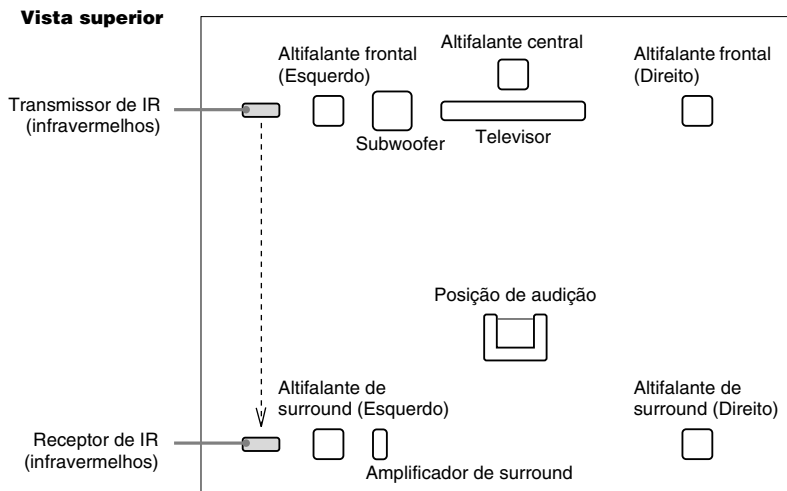 Vista superior
Altifalante frontal
(Esquerdo)
Altifalante central
Altifalante frontal
(Direito)
Transmissor de IR
(infravermelhos)
Subwoofer
Televisor
Posição de audição
Altifalante de
surround (Esquerdo)
Altifalante de
surround (Direito)
Receptor de IR
(infravermelhos)
Amplificador de surround